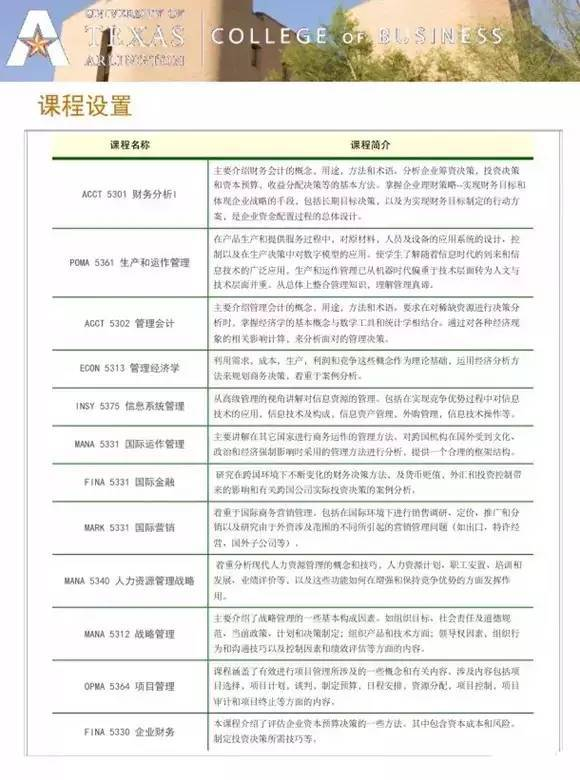 UNIVERSITY OF
TEXAS
ARLINGTON
COLLEGE OF BUSINESS
课程设置
课程名称
课程简介
ACCT 5301 财务分析I
主要介绍财务会计的概念，用途，方法和术语。分析企业筹资决策，投资决策
和资本预算，收益分配决策等的基本方法。掌握企业理财策略--实现财务目标和
体现企业战略的手段，包括长期目标决策，以及为实现财务目标制定的行动方
案，是企业资金配置过程的总体设计。
POMA 5361 生产和运作管理
在产品生产和提供服务过程中，对原材料，人员及设备的应用系统的设计，控
制以及在生产决策中对数字模型的应用。使学生了解随着信息时代的到来和信
息技术的广泛应用，生产和运作管理已从机器时代偏重于技术层面转为人文与
技术层面并重。从总体上整合管理知识，理解管理真谛。
ACCT 5302 管理会计
主要介绍管理会计的概念，用途，方法和术语，要求在对稀缺资源进行决策分
析时，掌握经济学的基本概念与数学工具和统计学相结合。通过对各种经济现
象的相关影响计算，来分析面对的管理决策。
ECON 5313 管理经济学
利用需求，成本，生产，利润和竞争这些概念作为理论基础，运用经济分析方
法来规划商务决策，着重于案例分析。
INSY 5375 信息系统管理
从高级管理的视角讲解对信息资源的管理。包括在实现竞争优势过程中对信息
技术的应用，信息技术及构成，信息资产管理，外购管理，信息技术操作等。
MANA 5331 国际运作管理
主要讲解在其它国家进行商务运作的管理方法。对跨国机构在国外受到文化、
政治和经济强制影响时采用的管理方法进行分析，提供一个合理的框架结构。
FINA 5331 国际金融
研究在跨国环境下不断变化的财务决策方法，及货币贬值，外汇和投资控制带
来的影响和有关跨国公司实际投资决策的案例分析。
MARK 5331 国际营销
着重于国际商务营销管理。包括在国际环境下进行销售调研，定价，推广和分
销以及研究由于外资涉及范围的不同所引起的营销管理问题（如出口，特许经
营，国外子公司等）。
MANA 5340 人力资源管理战略
着重分析现代人力资源管理的概念和技巧，人力资源计划，职工安置，培训和
发展，业绩评价等，以及这些功能如何在增强和保持竞争优势的方面发挥作
用。
MANA 5312 战略管理
主要介绍了战略管理的一些基本构成因素。如组织目标，社会责任及道德规
范，当前政策，计划和决策制定；组织产品和技术方面；领导权因素，组织行
为和沟通技巧以及控制因素和绩效评估等方面的内容。
OPMA 5364 项目管理
课程涵盖了有效进行项目管理所涉及的一些概念和有关内容。涉及内容包括项
目选择，项目计划，谈判，制定预算，日程安排，资源分配，项目控制，项目
审计和项目终止等方面的内容。
FINA 5330 企业财务
本课程介绍了评估企业资本预算决策的一些方法。其中包含资本成本和风险。
制定投资决策所需技巧等。